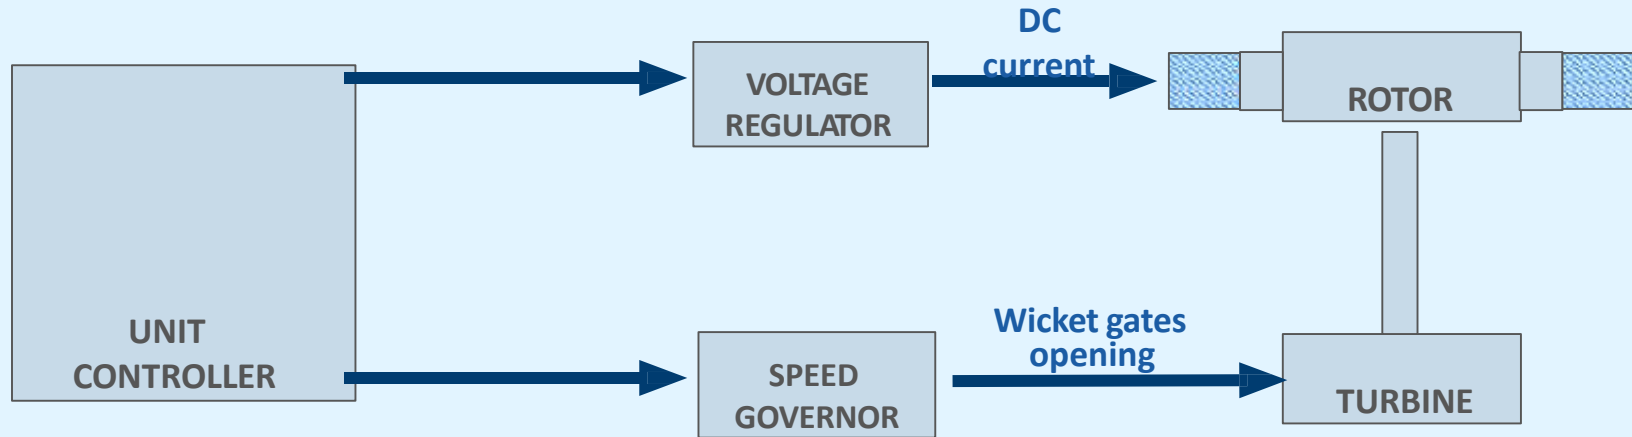 DC
current
VOLTAGE
REGULATOR
ROTOR
UNIT
CONTROLLER
Wicket gates
opening
SPEED
GOVERNOR
TURBINE